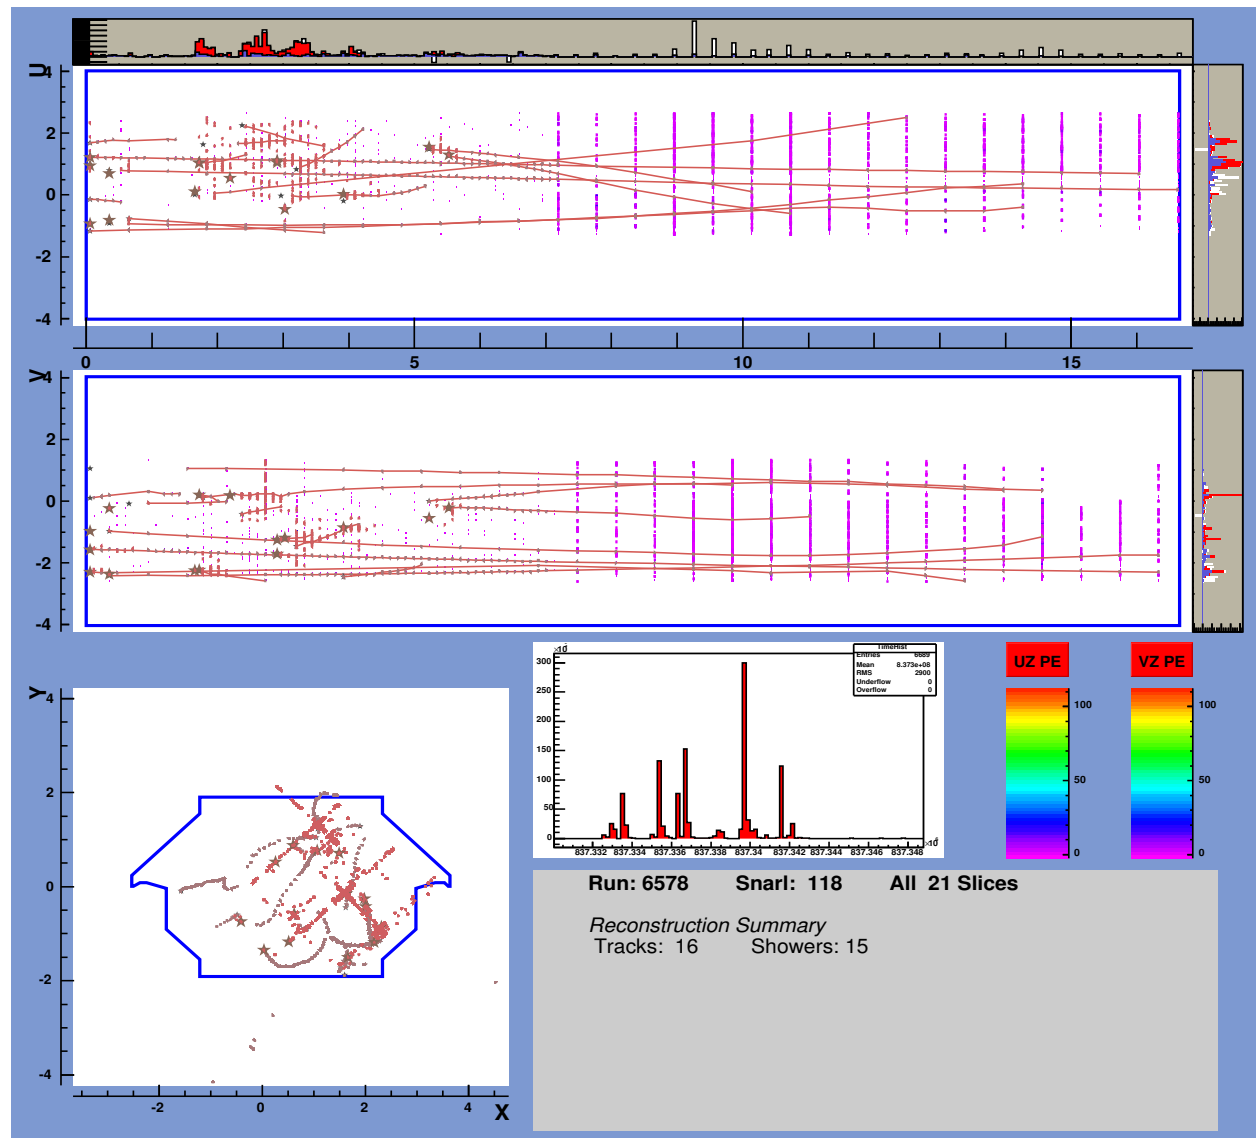 U
4
2
0
-2
-4
0 5 10 15
V
4
2
0
-2
-4
Y
4
2
0
-2
-4
-2 0 2 4 X
TimeHist
Entries 6689
Mean 8.373e+08
RMS 2900
Underflow 0
Overflow 0
300
250
200
150
100
50
0
837.332 837.334 837.336 837.338 837.34 837.342 837.344 837.346 837.348
UZ PE VZ PE
100 100
50 50
0 0
Run: 6578 Snarl: 118 All 21 Slices
Reconstruction Summary
Tracks: 16 Showers: 15